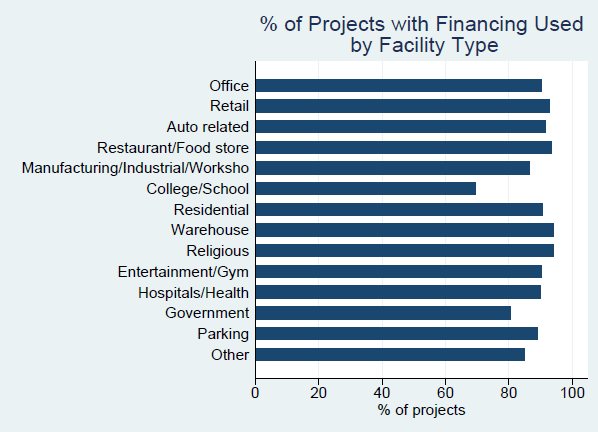 % of Projects with Financing Used
by Facility Type
Office
Retail
Auto related
Restaurant/Food store
Manufacturing/Industrial/Worksho
College/School
Residential
Warehouse
Religious
Entertainment/Gym
Hospitals/Health
Government
Parking
Other
0 20 40 60 80 100
% of projects